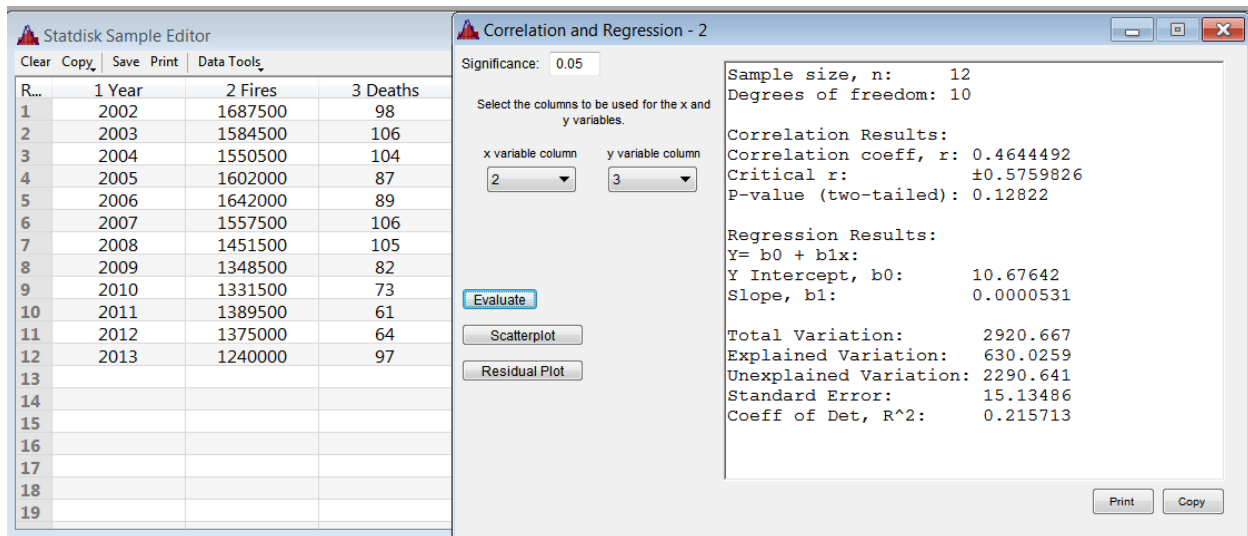 Statdisk Sample Editor
Clear Copy Save Print Data Tools
R... 1 Year 2 Fires 3 Deaths
1 2002 1687500 98
2 2003 1584500 106
3 2004 1550500 104
4 2005 1602000 87
5 2006 1642000 89
6 2007 1557500 106
7 2008 1451500 105
8 2009 1348500 82
9 2010 1331500 73
10 2011 1389500 61
11 2012 1375000 64
12 2013 1240000 97
13
14
15
16
17
18
19
Correlation and Regression - 2
Significance: 0.05
Select the columns to be used for the x and
y variables.
x variable column y variable column
2 3
Evaluate
Scatterplot
Residual Plot
Sample size, n: 12
Degrees of freedom: 10
Correlation Results:
Correlation coeff, r: 0.4644492
Critical r: ±0.5759826
P-value (two-tailed): 0.12822
Regression Results:
Y= b0 + b1x:
Y Intercept, b0: 10.67642
Slope, b1: 0.0000531
Total Variation: 2920.667
Explained Variation: 630.0259
Unexplained Variation: 2290.641
Standard Error: 15.13486
Coeff of Det, R^2: 0.215713
Print Copy